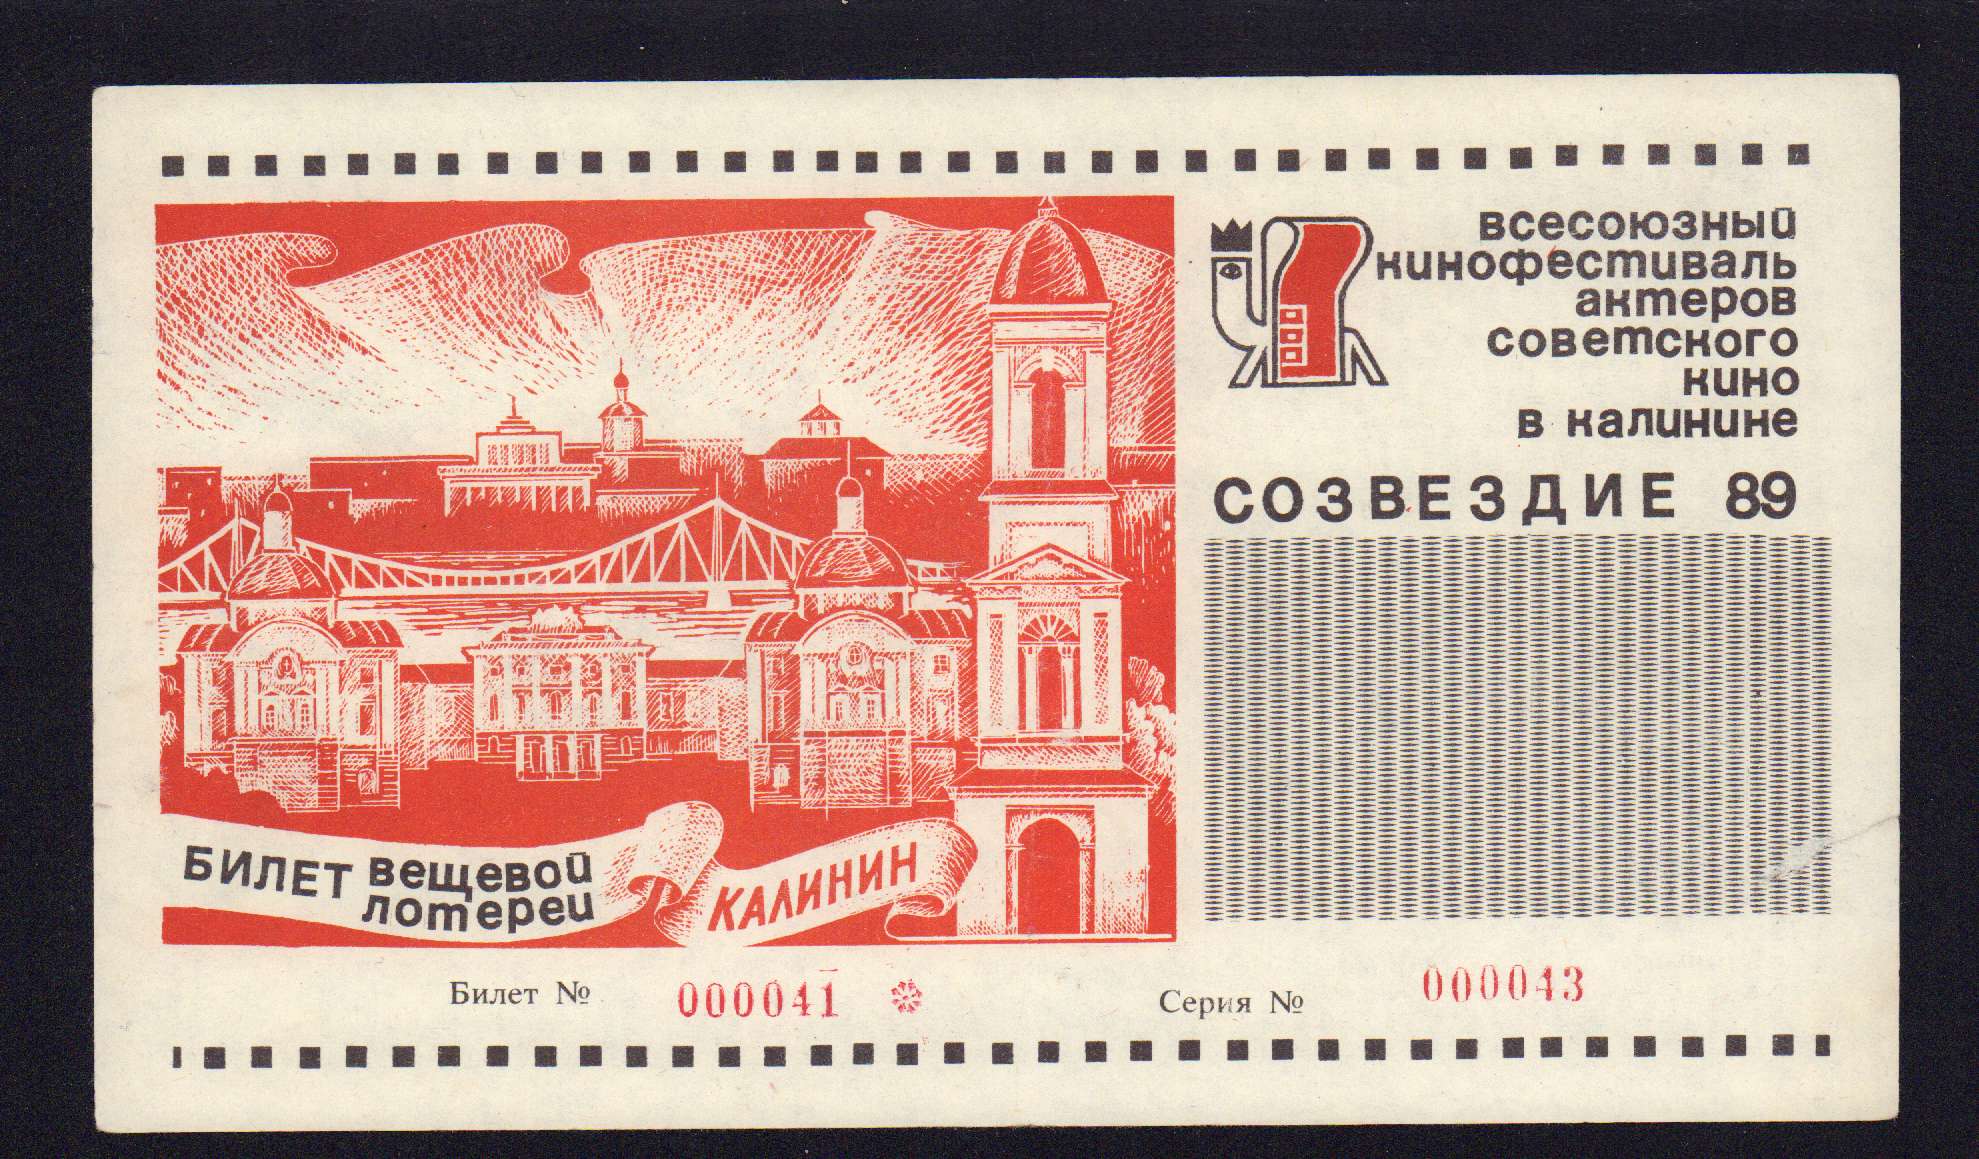 всесоюзный
кинофестиваль
актеров
советского
кино
в калинине
СОЗВЕЗДИЕ 89
БИЛЕТ вещевой
лотереи
КАЛИНИН
Билет № 000041
Серия № 000043